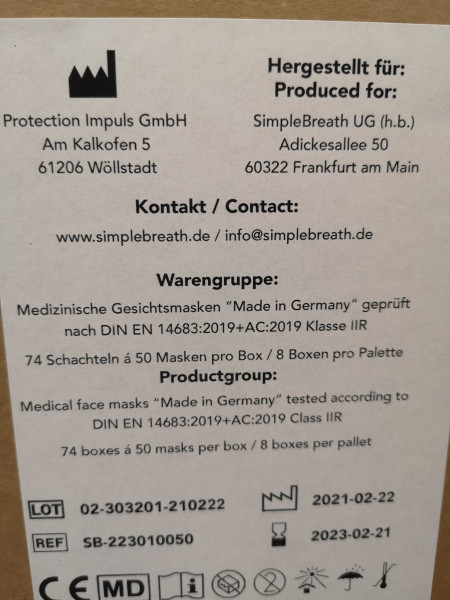 Protection Impuls GmbH
Am Kalkofen 5
61206 Wöllstadt
Hergestellt für:
Produced for:
SimpleBreath UG (h.b.)
Adickesallee 50
60322 Frankfurt am Main
Kontakt / Contact:
www.simplebreath.de / info@simplebreath.de
Warengruppe:
Medizinische Gesichtsmasken "Made in Germany" geprüft
nach DIN EN 14683:2019+AC:2019 Klasse IIR
74 Schachteln á 50 Masken pro Box / 8 Boxen pro Palette
Productgroup:
Medical face masks "Made in Germany" tested according to
DIN EN 14683:2019+AC:2019 Class IIR
74 boxes á 50 masks per box / 8 boxes per pallet
LOT 02-303201-210222
2021-02-22
REF SB-223010050
2023-02-21
CE MD i 2